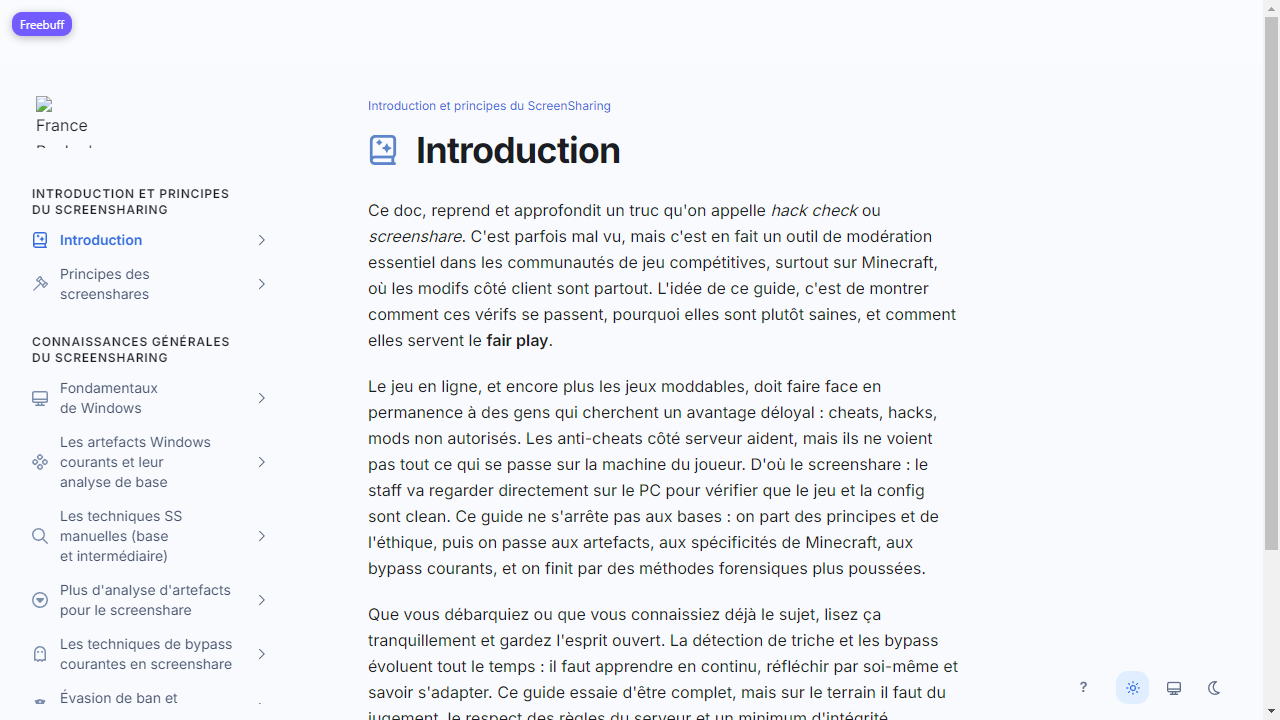 Freebuff
France
INTRODUCTION ET PRINCIPES
DU SCREENSHARING
Introduction
Principes des
screenshares
CONNAISSANCES GÉNÉRALES
DU SCREENSHARING
Fondamentaux
de Windows
Les artefacts Windows
courants et leur
analyse de base
Les techniques SS
manuelles (base
et intermédiaire)
Plus d'analyse d'artefacts
pour le screenshare
Les techniques de bypass
courantes en screenshare
Évasion de ban et
Introduction et principes du ScreenSharing
Introduction
Ce doc, reprend et approfondit un truc qu'on appelle hack check ou
screenshare. C'est parfois mal vu, mais c'est en fait un outil de modération
essentiel dans les communautés de jeu compétitives, surtout sur Minecraft,
où les modifs côté client sont partout. L'idée de ce guide, c'est de montrer
comment ces vérifs se passent, pourquoi elles sont plutôt saines, et comment
elles servent le fair play.
Le jeu en ligne, et encore plus les jeux moddables, doit faire face en
permanence à des gens qui cherchent un avantage déloyal : cheats, hacks,
mods non autorisés. Les anti-cheats côté serveur aident, mais ils ne voient
pas tout ce qui se passe sur la machine du joueur. D'où le screenshare : le
staff va regarder directement sur le PC pour vérifier que le jeu et la config
sont clean. Ce guide ne s'arrête pas aux bases : on part des principes et de
l'éthique, puis on passe aux artefacts, aux spécificités de Minecraft, aux
bypass courants, et on finit par des méthodes forensiques plus poussées.
Que vous débarquiez ou que vous connaissiez déjà le sujet, lisez ça
tranquillement et gardez l'esprit ouvert. La détection de triche et les bypass
évoluent tout le temps : il faut apprendre en continu, réfléchir par soi-même et
savoir s'adapter. Ce guide essaie d'être complet, mais sur le terrain il faut du
jugement, le respect des règles du serveur et un minimum d'intégrité.
?